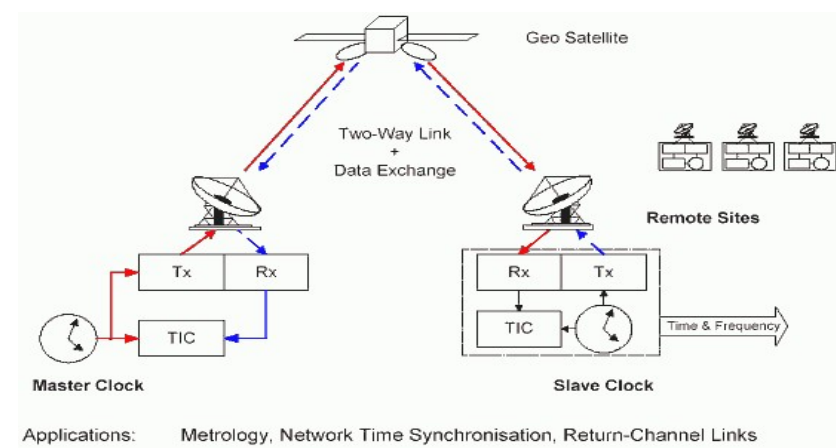 Geo Satellite
Two-Way Link
+
Data Exchange
Remote Sites
Tx Rx
Rx Tx
TIC
TIC
Time & Frequency
Master Clock
Slave Clock
Applications: Metrology, Network Time Synchronisation, Return-Channel Links